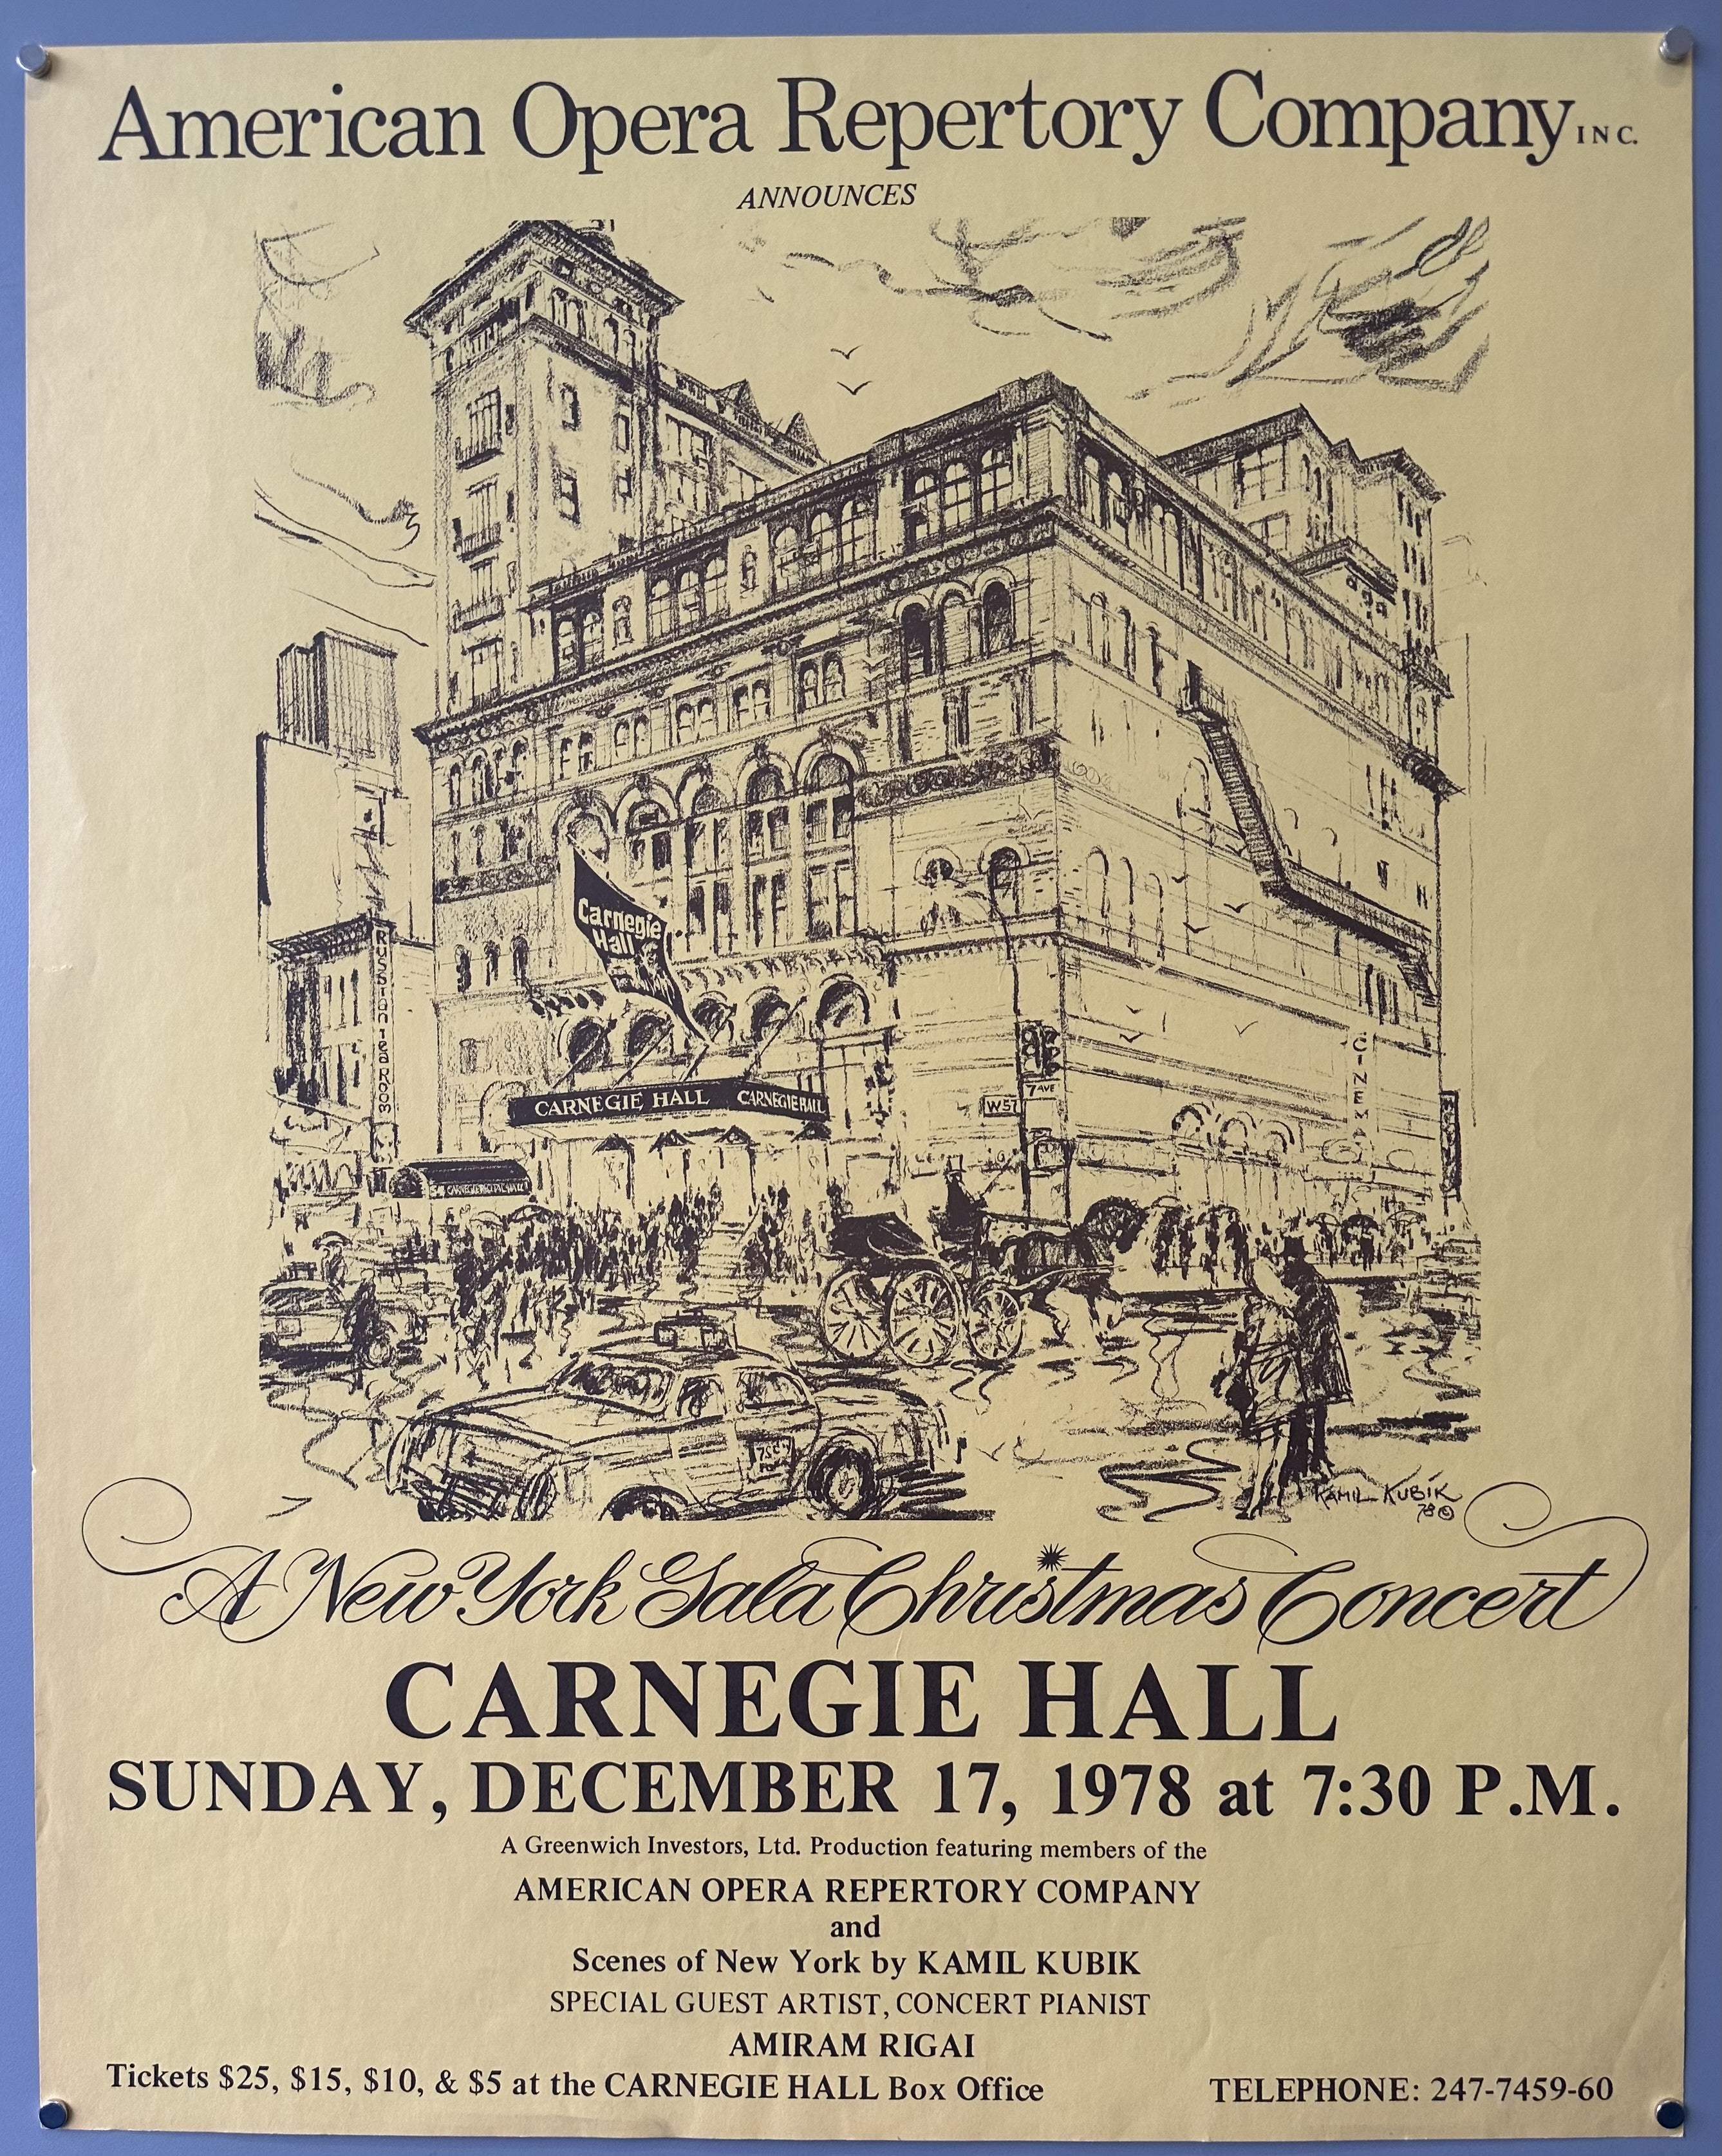 American Opera Repertory Company INC.
ANNOUNCES
Carnegie
Hall
RUSSIAN TEA ROOM
CARNEGIE HALL CARNEGIE HALL
7 AVE
W57
CINEMA
KAMIL KUBIK
78 ©
A New York Gala Christmas Concert
CARNEGIE HALL
SUNDAY, DECEMBER 17, 1978 at 7:30 P.M.
A Greenwich Investors, Ltd. Production featuring members of the
AMERICAN OPERA REPERTORY COMPANY
and
Scenes of New York by KAMIL KUBIK
SPECIAL GUEST ARTIST, CONCERT PIANIST
AMIRAM RIGAI
Tickets $25, $15, $10, & $5 at the CARNEGIE HALL Box Office
TELEPHONE: 247-7459-60